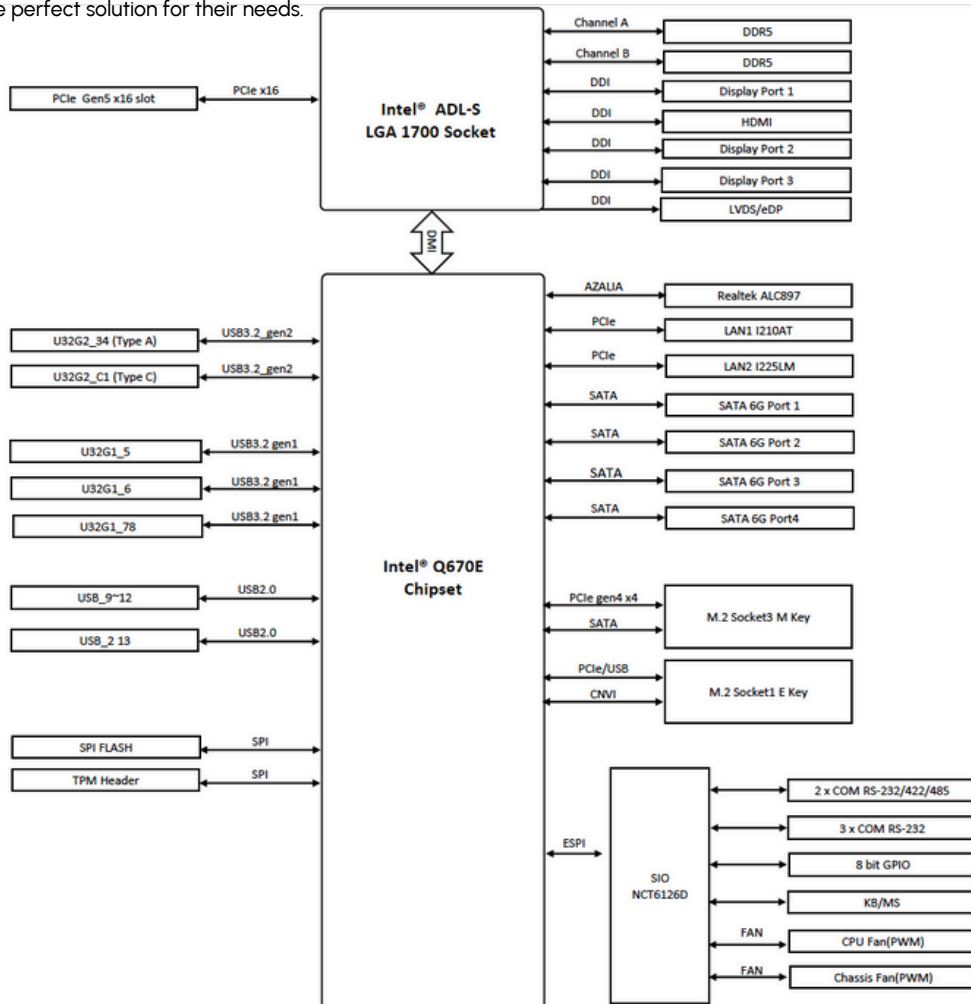 e perfect solution for their needs.
Channel A
DDR5
Channel B
DDR5
DDI
Display Port 1
PCIe Gen5 x16 slot
PCIe x16
Intel® ADL-S
LGA 1700 Socket
DDI
HDMI
DDI
Display Port 2
DDI
Display Port 3
DDI
LVDS/eDP
DMI
AZALIA
Realtek ALC897
PCIe
LAN1 I210AT
U32G2_34 (Type A)
USB3.2_gen2
PCIe
LAN2 I225LM
U32G2_C1 (Type C)
USB3.2_gen2
SATA
SATA 6G Port 1
SATA
SATA 6G Port 2
U32G1_5
USB3.2 gen1
SATA
SATA 6G Port 3
U32G1_6
USB3.2 gen1
SATA
SATA 6G Port4
U32G1_78
USB3.2 gen1
Intel® Q670E
Chipset
USB_9~12
USB2.0
PCIe gen4 x4
SATA
M.2 Socket3 M Key
USB_2 13
USB2.0
PCIe/USB
CNVI
M.2 Socket1 E Key
SPI FLASH
SPI
TPM Header
SPI
ESPI
SIO
NCT6126D
2 x COM RS-232/422/485
3 x COM RS-232
8 bit GPIO
KB/MS
FAN
CPU Fan(PWM)
FAN
Chassis Fan(PWM)